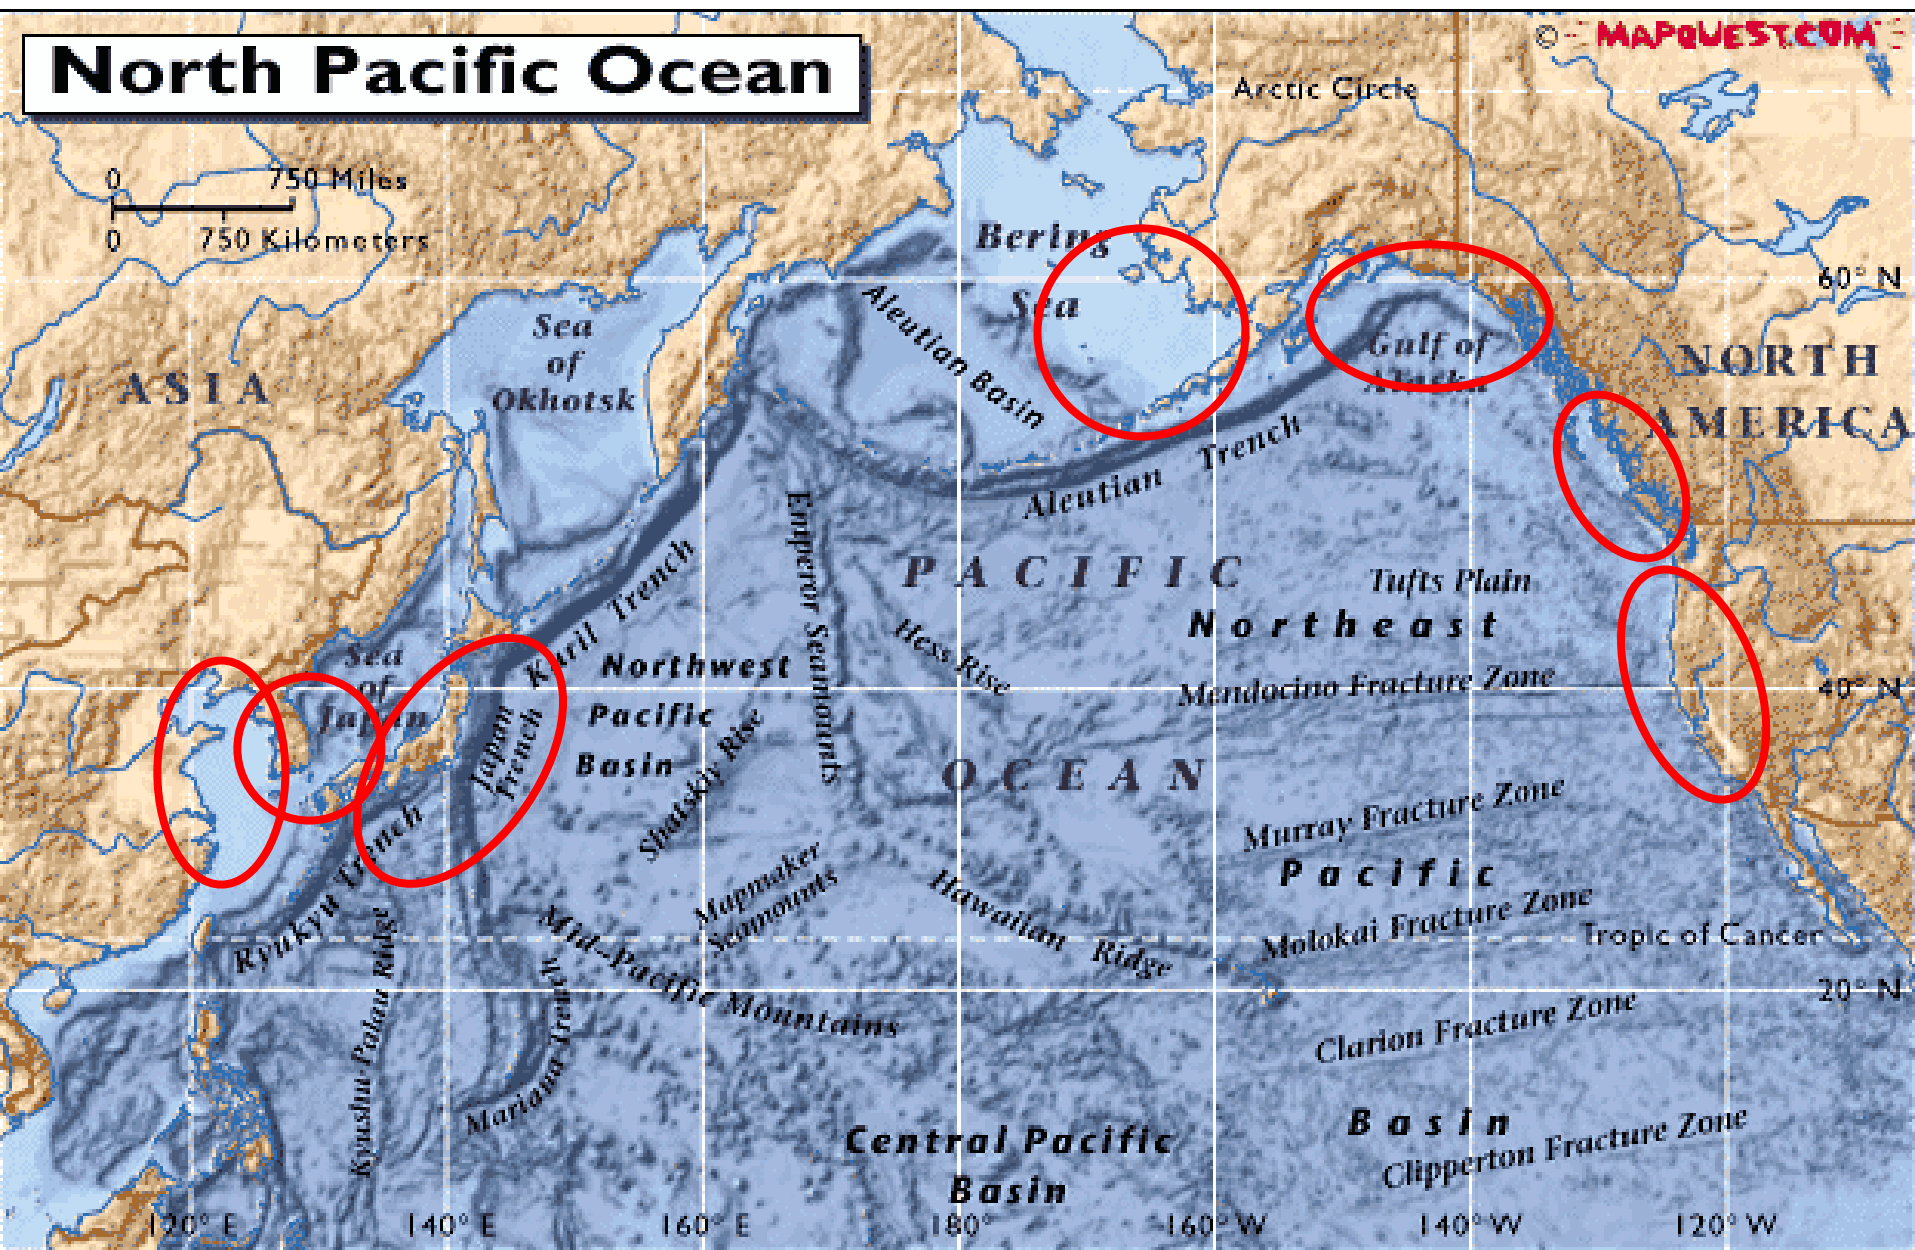 North Pacific Ocean
© MAPQUEST.COM
Arctic Circle
0 750 Miles
0 750 Kilometers
Bering
Sea
60° N
Aleutian Basin
Sea
of
Okhotsk
ASIA
Gulf of
Alaska
NORTH
AMERICA
Aleutian Trench
Emperor Seamounts
PACIFIC
Kuril Trench
Tufts Plain
Northeast
Hess Rise
Sea
of
Japan
Northwest
Pacific
Basin
Mendocino Fracture Zone
40° N
Japan
Trench
Shatskiy Rise
OCEAN
Murray Fracture Zone
Ryukyu Trench
Mapmaker
Seamounts
Hawaiian Ridge
Pacific
Molokai Fracture Zone
Tropic of Cancer
Kyushu-Palau Ridge
Mid-Pacific Mountains
20° N
Mariana Trench
Clarion Fracture Zone
Central Pacific
Basin
Basin
Clipperton Fracture Zone
120° E 140° E 160° E 180° 160° W 140° W 120° W